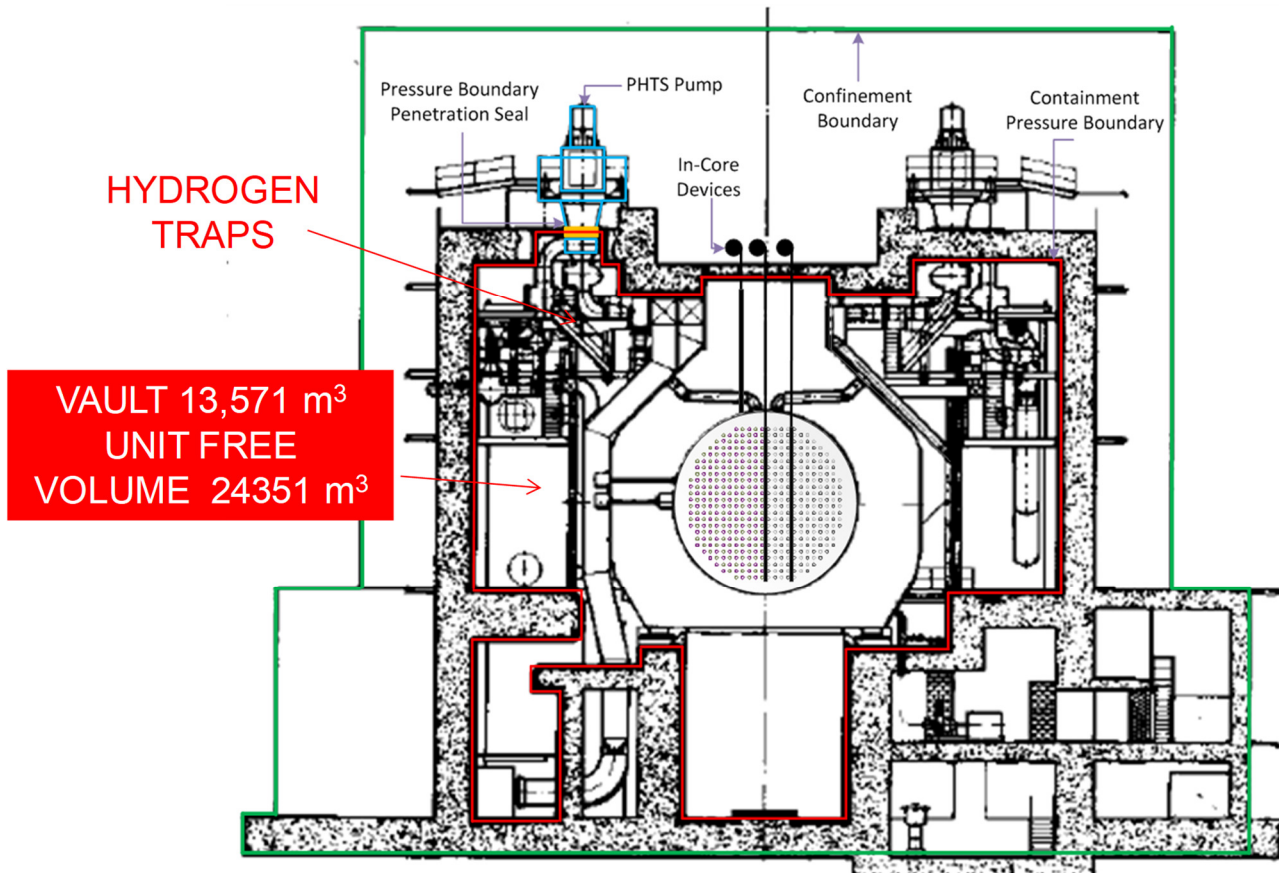 Pressure Boundary
Penetration Seal
PHTS Pump
Confinement
Boundary
Containment
Pressure Boundary
In-Core
Devices
HYDROGEN
TRAPS
VAULT 13,571 m³
UNIT FREE
VOLUME 24351 m³